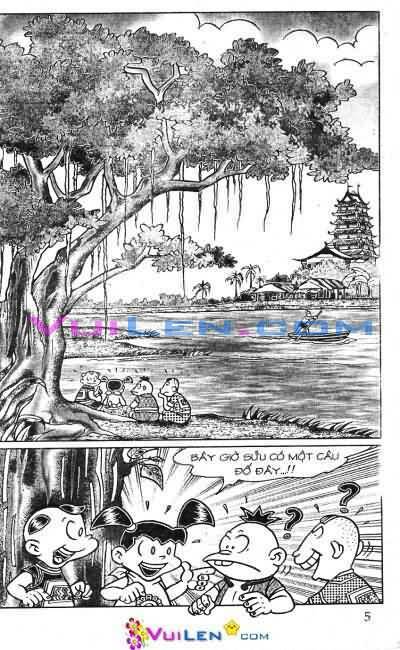 VuiLen.com
BÂY GIỜ SỬU CÓ MỘT CÂU
ĐỐ ĐÂY...!!
? ?
5
VuiLen.com